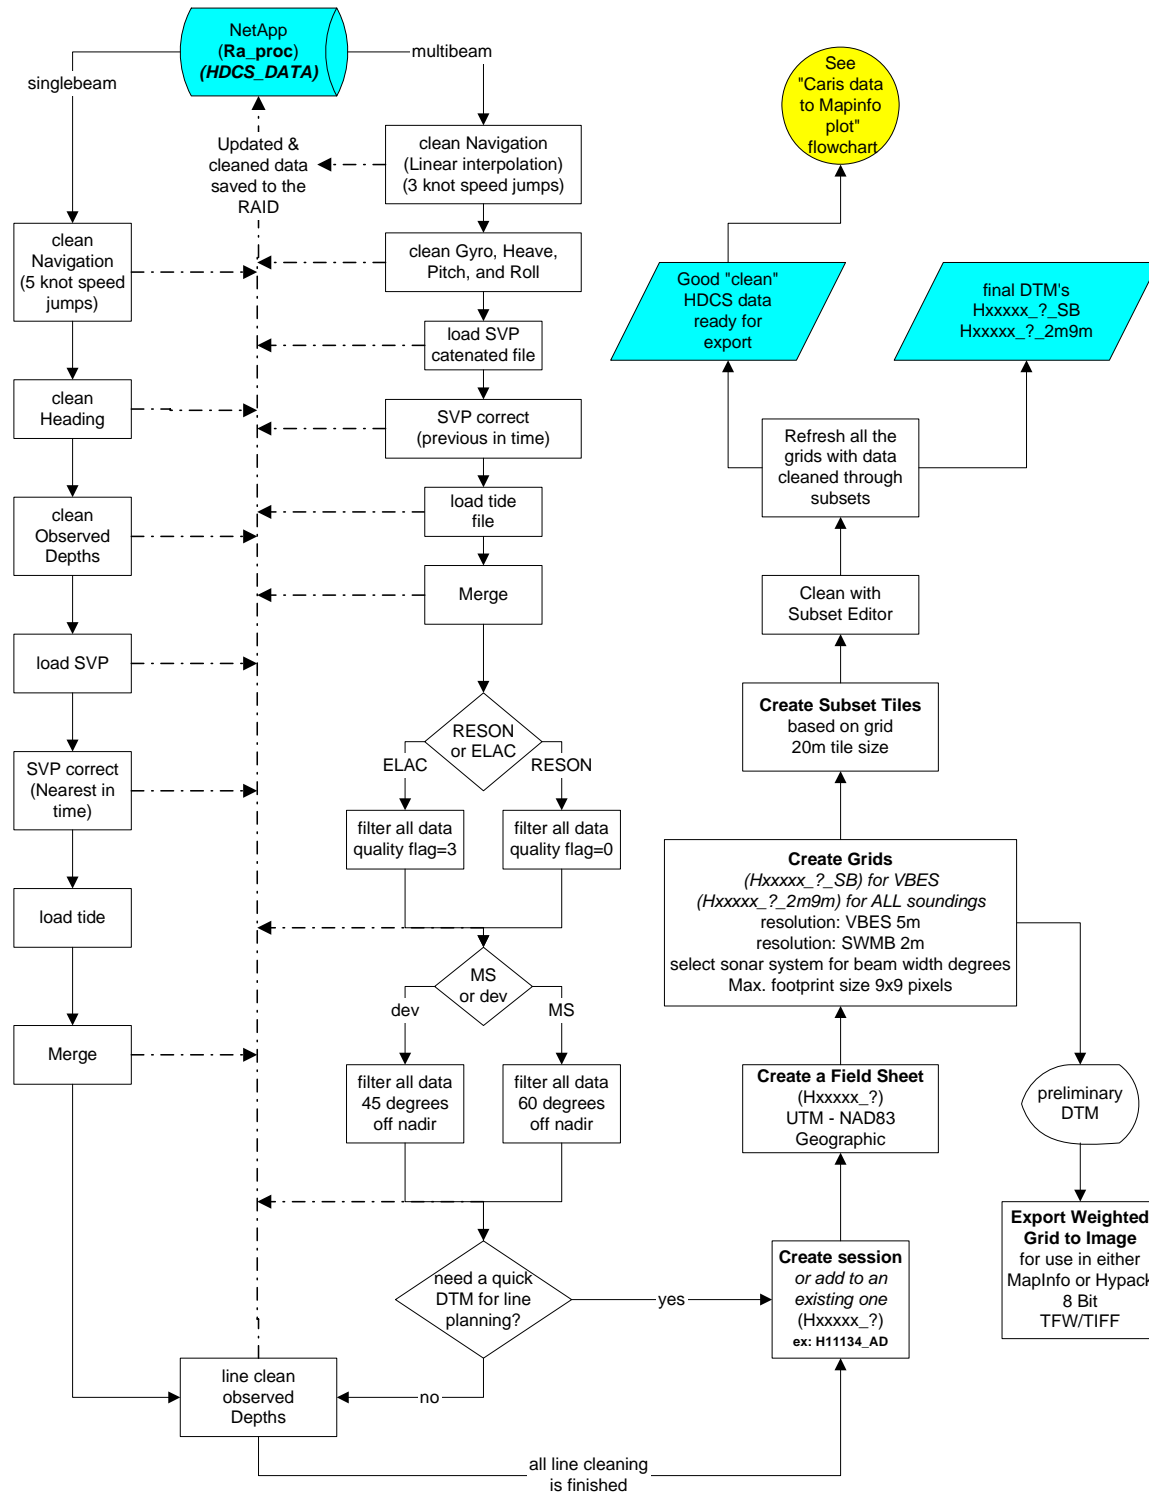 NetApp
(Ra_proc)
(HDCS_DATA)
singlebeam
multibeam
Updated &
cleaned data
saved to the
RAID
clean
Navigation
(5 knot speed
jumps)
clean
Heading
clean
Observed
Depths
load SVP
SVP correct
(Nearest in
time)
load tide
Merge
clean Navigation
(Linear interpolation)
(3 knot speed jumps)
clean Gyro, Heave,
Pitch, and Roll
load SVP
catenated file
SVP correct
(previous in time)
load tide
file
Merge
RESON
or ELAC
ELAC
RESON
filter all data
quality flag=3
filter all data
quality flag=0
MS
or dev
dev
MS
filter all data
45 degrees
off nadir
filter all data
60 degrees
off nadir
need a quick
DTM for line
planning?
yes
no
line clean
observed
Depths
all line cleaning
is finished
Create session
or add to an
existing one
(Hxxxxx_?)
ex: H11134_AD
Create a Field Sheet
(Hxxxxx_?)
UTM - NAD83
Geographic
Create Grids
(Hxxxxx_?_SB) for VBES
(Hxxxxx_?_2m9m) for ALL soundings
resolution: VBES 5m
resolution: SWMB 2m
select sonar system for beam width degrees
Max. footprint size 9x9 pixels
preliminary
DTM
Export Weighted
Grid to Image
for use in either
MapInfo or Hypack
8 Bit
TFW/TIFF
Create Subset Tiles
based on grid
20m tile size
Clean with
Subset Editor
Refresh all the
grids with data
cleaned through
subsets
Good "clean"
HDCS data
ready for
export
final DTM's
Hxxxxx_?_SB
Hxxxxx_?_2m9m
See
"Caris data
to Mapinfo
plot"
flowchart